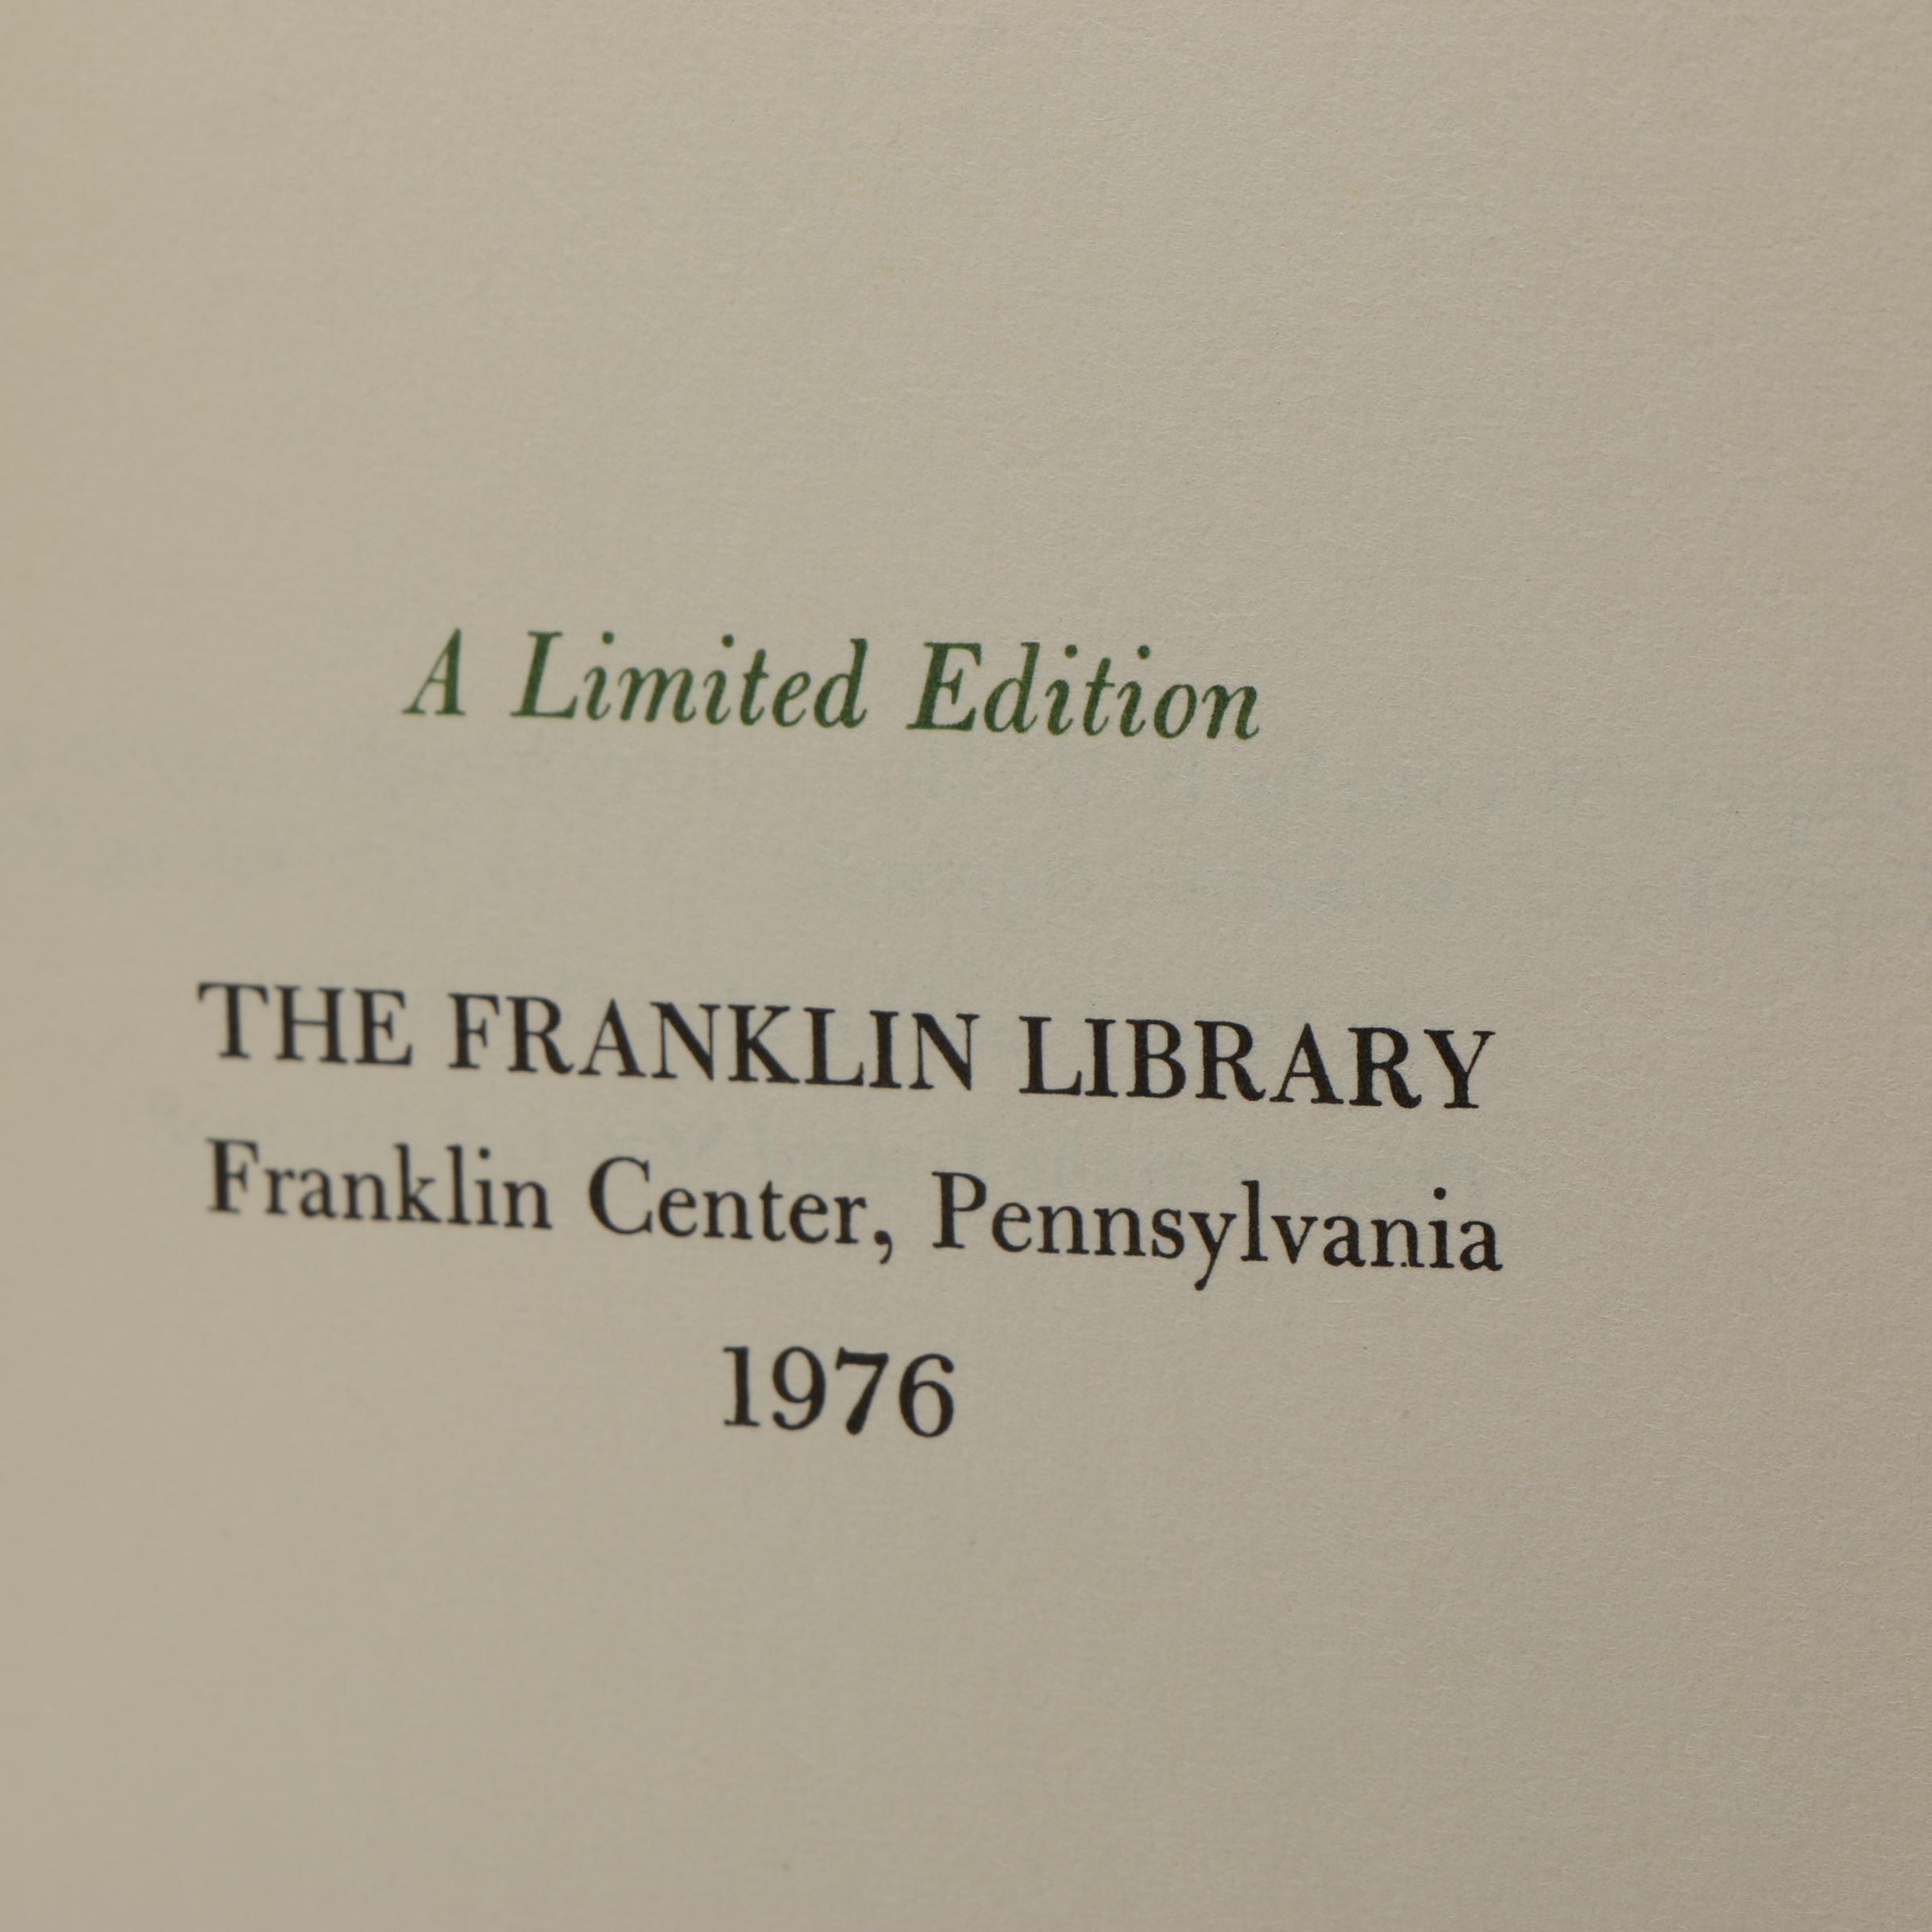 A Limited Edition
THE FRANKLIN LIBRARY
Franklin Center, Pennsylvania
1976